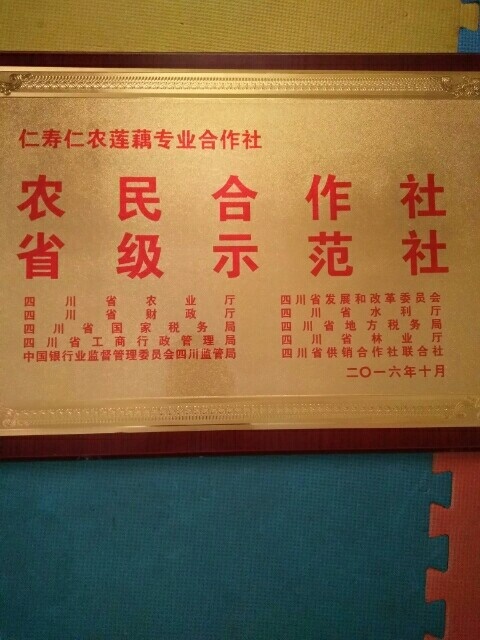 仁寿仁农莲藕专业合作社
农民合作社
省级示范社
四川省农业厅
四川省财政厅
四川省国家税务局
四川省工商行政管理局
中国银行业监督管理委员会四川监管局
四川省发展和改革委员会
四川省水利厅
四川省地方税务局
四川省林业厅
四川省供销合作社联合社
二〇一六年十月